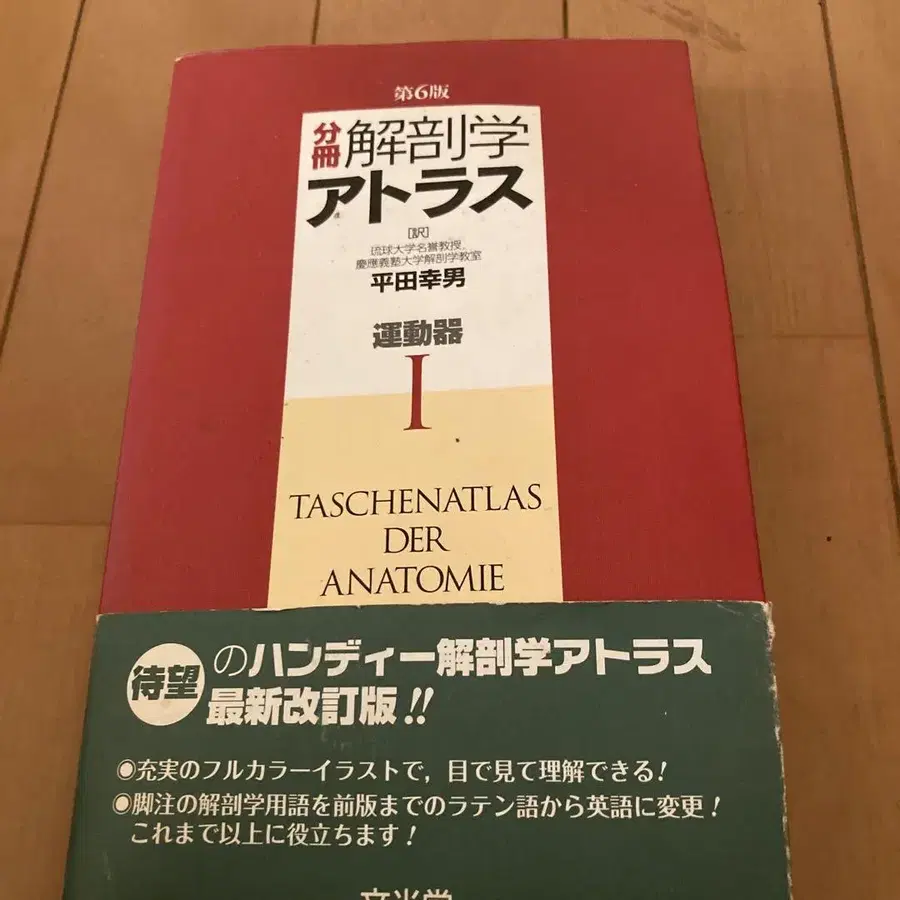 第6版
分冊 解剖学
アトラス
[訳]
琉球大学名誉教授,
慶應義塾大学解剖学教室
平田幸男
運動器
I
TASCHENATLAS
DER
ANATOMIE
待望のハンディー解剖学アトラス
最新改訂版!!
◉充実のフルカラーイラストで,目で見て理解できる!
◉脚注の解剖学用語を前版までのラテン語から英語に変更!
これまで以上に役立ちます!
文光堂